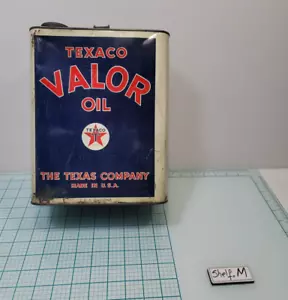 TEXACO
VALOR
OIL
TEXACO
THE TEXAS COMPANY
MADE IN U.S.A.
Shelf. M